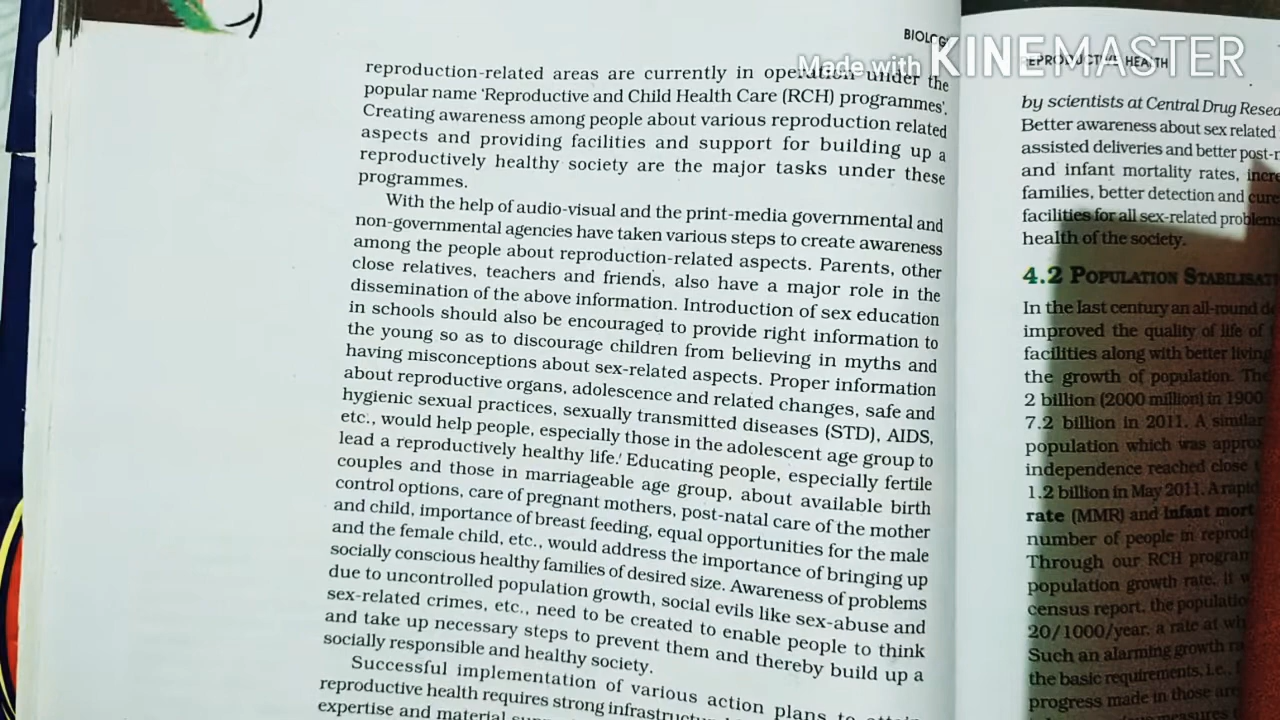 BIOLOGY
reproduction-related areas are currently in operation under the
popular name 'Reproductive and Child Health Care (RCH) programmes'.
Creating awareness among people about various reproduction related
aspects and providing facilities and support for building up a
reproductively healthy society are the major tasks under these
programmes.
With the help of audio-visual and the print-media governmental and
non-governmental agencies have taken various steps to create awareness
among the people about reproduction-related aspects. Parents, other
close relatives, teachers and friends, also have a major role in the
dissemination of the above information. Introduction of sex education
in schools should also be encouraged to provide right information to
the young so as to discourage children from believing in myths and
having misconceptions about sex-related aspects. Proper information
about reproductive organs, adolescence and related changes, safe and
hygienic sexual practices, sexually transmitted diseases (STD), AIDS,
etc., would help people, especially those in the adolescent age group to
lead a reproductively healthy life. Educating people, especially fertile
couples and those in marriageable age group, about available birth
control options, care of pregnant mothers, post-natal care of the mother
and child, importance of breast feeding, equal opportunities for the male
and the female child, etc., would address the importance of bringing up
socially conscious healthy families of desired size. Awareness of problems
due to uncontrolled population growth, social evils like sex-abuse and
sex-related crimes, etc., need to be created to enable people to think
and take up necessary steps to prevent them and thereby build up a
socially responsible and healthy society.
Successful implementation of various action plans to attain
reproductive health requires strong
expertise and material
Made with KINEMASTER
REPRODUCTIVE HEALTH
by scientists at Central Drug
Better awareness about sex related
assisted deliveries and better
and infant mortality rates,
families, better detection and cure
facilities for all sex-related problems
health of the society.
4.2 POPULATION
In the last century an all-round
improved the quality of life of
facilities along with better living
the growth of population. The
2 billion (2000 million) in 1900
7.2 billion in 2011. A similar
population which was
independence reached close
1.2 billion in May 2011. A rapid
rate (MMR) and Infant
number of people in
Through our RCH
population growth rate, it
census report, the
20/1000/year, a rate at
Such an alarming growth
the basic requirements, i.e.,
progress made in those